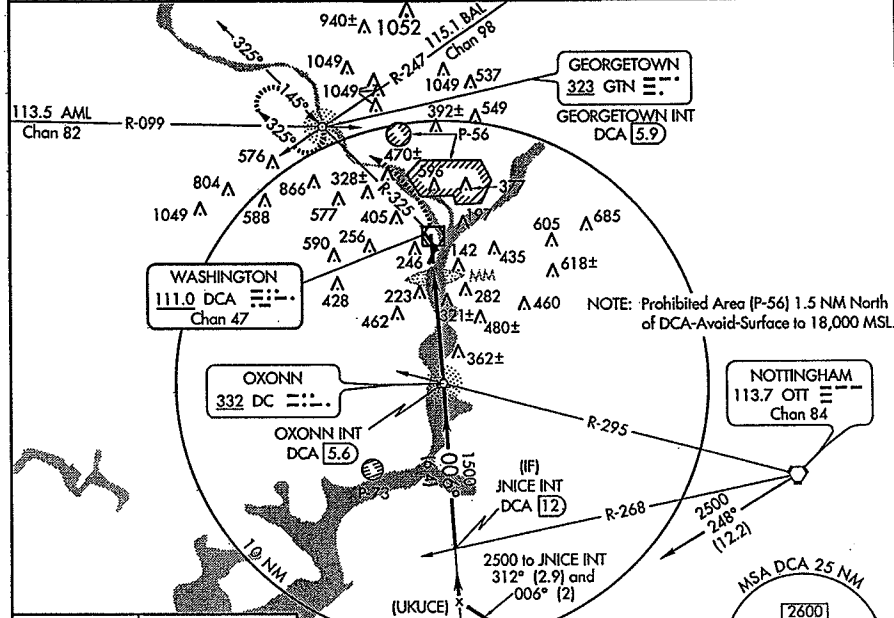 940±
1052
1049
1049
R-247 115.1 BAL
Chan 98
1049
537
GEORGETOWN
323 GTN
GEORGETOWN INT
DCA 5.9
325°
145°
325°
113.5 AML
Chan 82
R-099
392±
549
P-56
576
470±
596
377
804
866
328±
R-325
1049
588
577
405
197
605
685
590
256
246
142
435
618±
WASHINGTON
111.0 DCA
Chan 47
MM
428
223
282
460
462
321±
480±
NOTE: Prohibited Area (P-56) 1.5 NM North
of DCA-Avoid-Surface to 18,000 MSL.
362±
OXONN
332 DC
OXONN INT
DCA 5.6
NOTTINGHAM
113.7 OTT
Chan 84
R-295
006°
1500
(6.4)
P-73
(IF)
JNICE INT
DCA 12
R-268
2500
248°
(12.2)
10 NM
2500 to JNICE INT
312° (2.9) and
006° (2)
(UKUCE)
MSA DCA 25 NM
2600